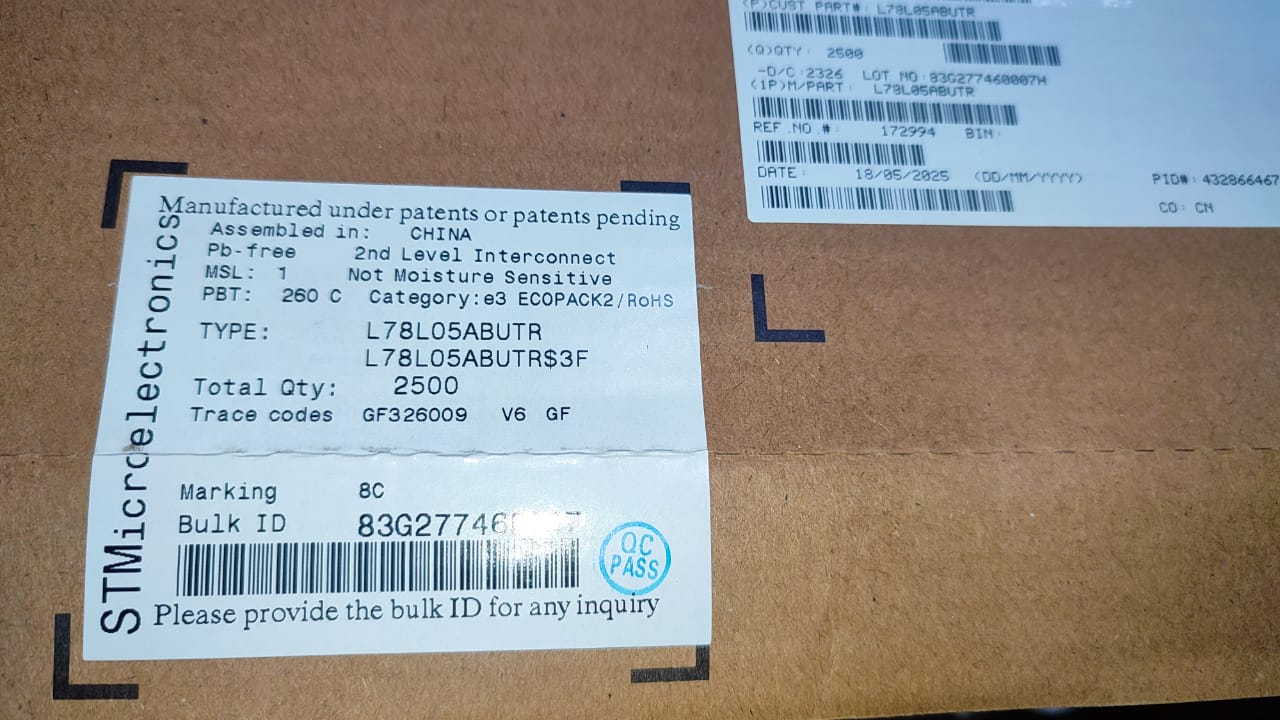 (P)CUST PART#: L78L05ABUTR
(Q)QTY: 2500
-D/C:2326 LOT NO:83G277460007H
(1P)M/PART: L78L05ABUTR
REF.NO.#: 172994 BIN:
DATE: 18/05/2025 (DD/MM/YYYY) PID#: 432866467
CO: CN
STMicroelectronics
Manufactured under patents or patents pending
Assembled in: CHINA
Pb-free 2nd Level Interconnect
MSL: 1 Not Moisture Sensitive
PBT: 260 C Category:e3 ECOPACK2/RoHS
TYPE: L78L05ABUTR
L78L05ABUTR$3F
Total Qty: 2500
Trace codes GF326009 V6 GF
Marking 8C
Bulk ID
QC
PASS
Please provide the bulk ID for any inquiry